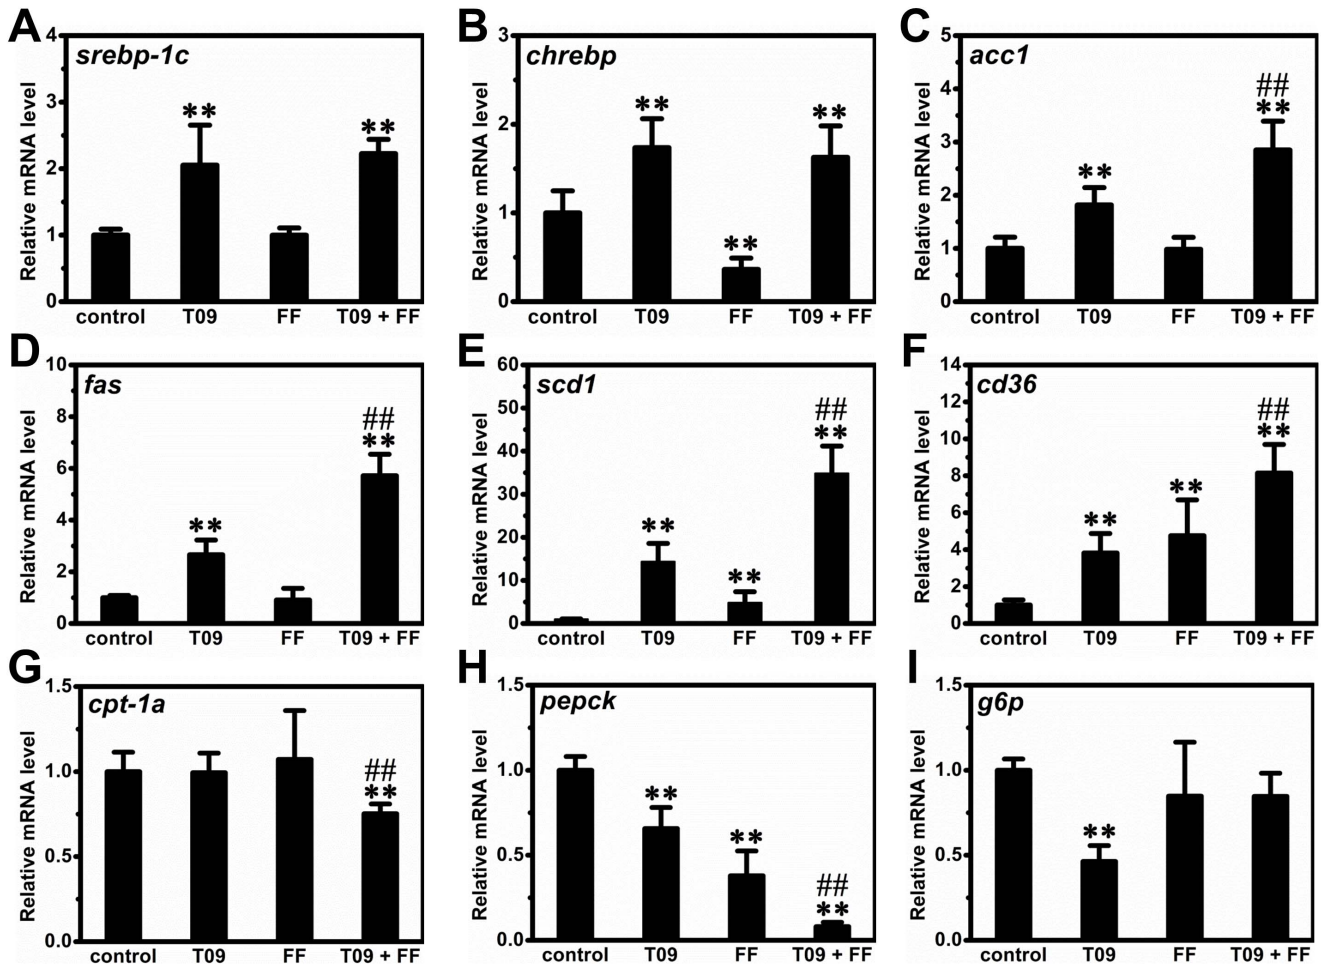 A
srebp-1c
Relative mRNA level
4
3
2
1
0
**
**
control T09 FF T09 + FF
B
chrebp
Relative mRNA level
3
2
1
0
**
**
**
control T09 FF T09 + FF
C
acc1
Relative mRNA level
5
4
3
2
1
0
**
##
**
control T09 FF T09 + FF
D
fas
Relative mRNA level
10
8
6
4
2
0
**
##
**
control T09 FF T09 + FF
E
scd1
Relative mRNA level
60
50
40
30
20
10
0
**
**
##
**
control T09 FF T09 + FF
F
cd36
Relative mRNA level
14
12
10
8
6
4
2
0
**
**
##
**
control T09 FF T09 + FF
G
cpt-1a
Relative mRNA level
1.5
1.0
0.5
0.0
##
**
control T09 FF T09 + FF
H
pepck
Relative mRNA level
1.5
1.0
0.5
0.0
**
**
##
**
control T09 FF T09 + FF
I
g6p
Relative mRNA level
1.5
1.0
0.5
0.0
**
control T09 FF T09 + FF